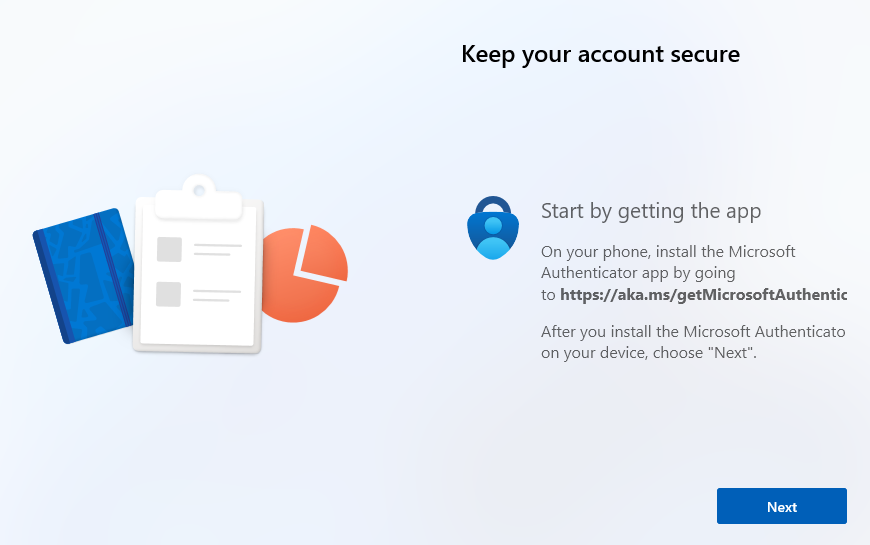 Keep your account secure
Start by getting the app
On your phone, install the Microsoft
Authenticator app by going
to https://aka.ms/getMicrosoftAuthentic
After you install the Microsoft Authenticato
on your device, choose "Next".
Next